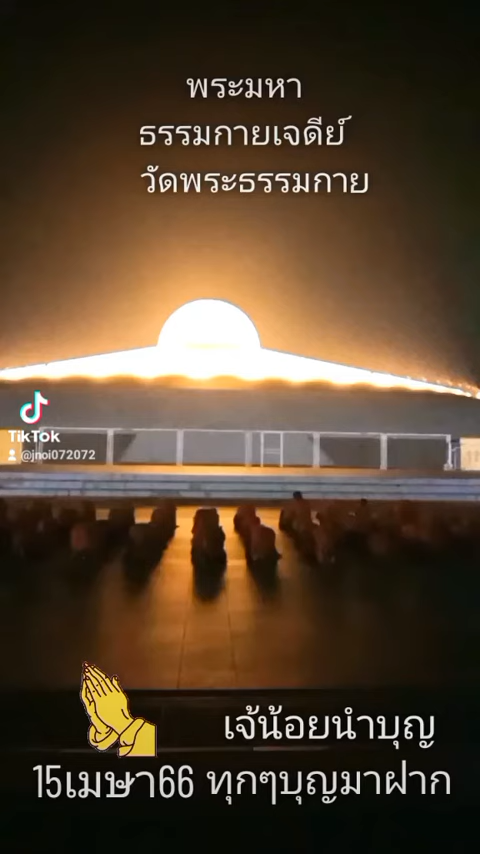 พระมหา
ธรรมกายเจดีย์
วัดพระธรรมกาย
TikTok
@jnoi072072
เจ้น้อยนำบุญ
15เมษา66 ทุกๆบุญมาฝาก